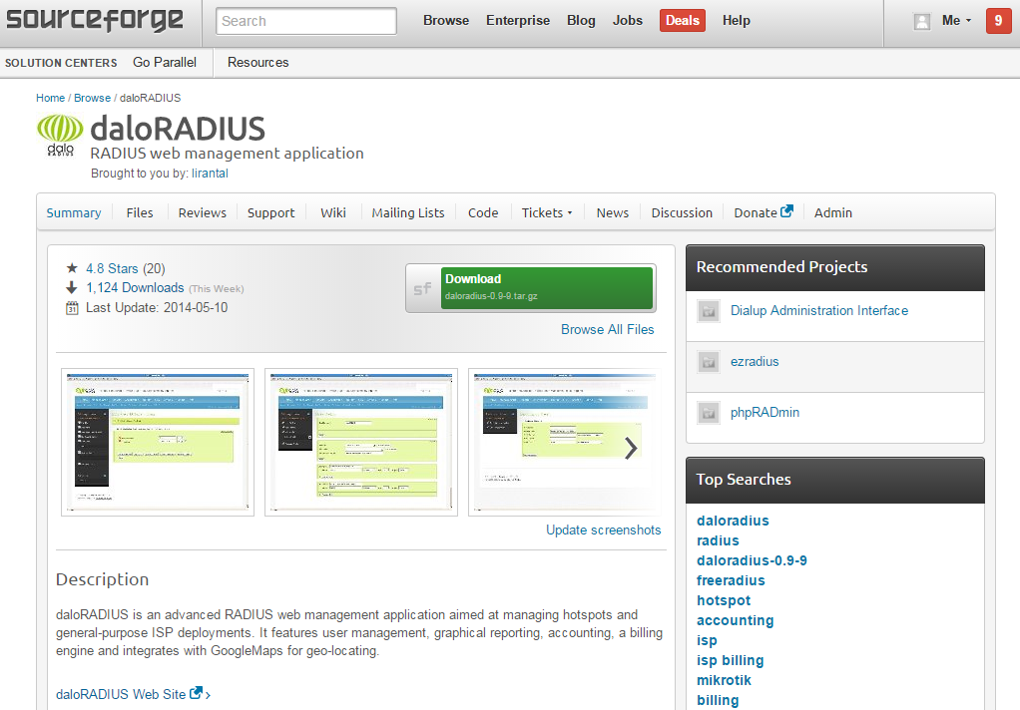 sourceforge
Search
Browse Enterprise Blog Jobs Deals Help
Me
9
SOLUTION CENTERS Go Parallel Resources
Home / Browse / daloRADIUS
dalo
RADIUS
daloRADIUS
RADIUS web management application
Brought to you by: lirantal
Summary Files Reviews Support Wiki Mailing Lists Code Tickets News Discussion Donate Admin
4.8 Stars (20)
1,124 Downloads (This Week)
31 Last Update: 2014-05-10
sf
Download
daloradius-0.9-9.tar.gz
Browse All Files
Update screenshots
Description
daloRADIUS is an advanced RADIUS web management application aimed at managing hotspots and
general-purpose ISP deployments. It features user management, graphical reporting, accounting, a billing
engine and integrates with GoogleMaps for geo-locating.
daloRADIUS Web Site ›
Recommended Projects
Dialup Administration Interface
ezradius
phpRADmin
Top Searches
daloradius
radius
daloradius-0.9-9
freeradius
hotspot
accounting
isp
isp billing
mikrotik
billing